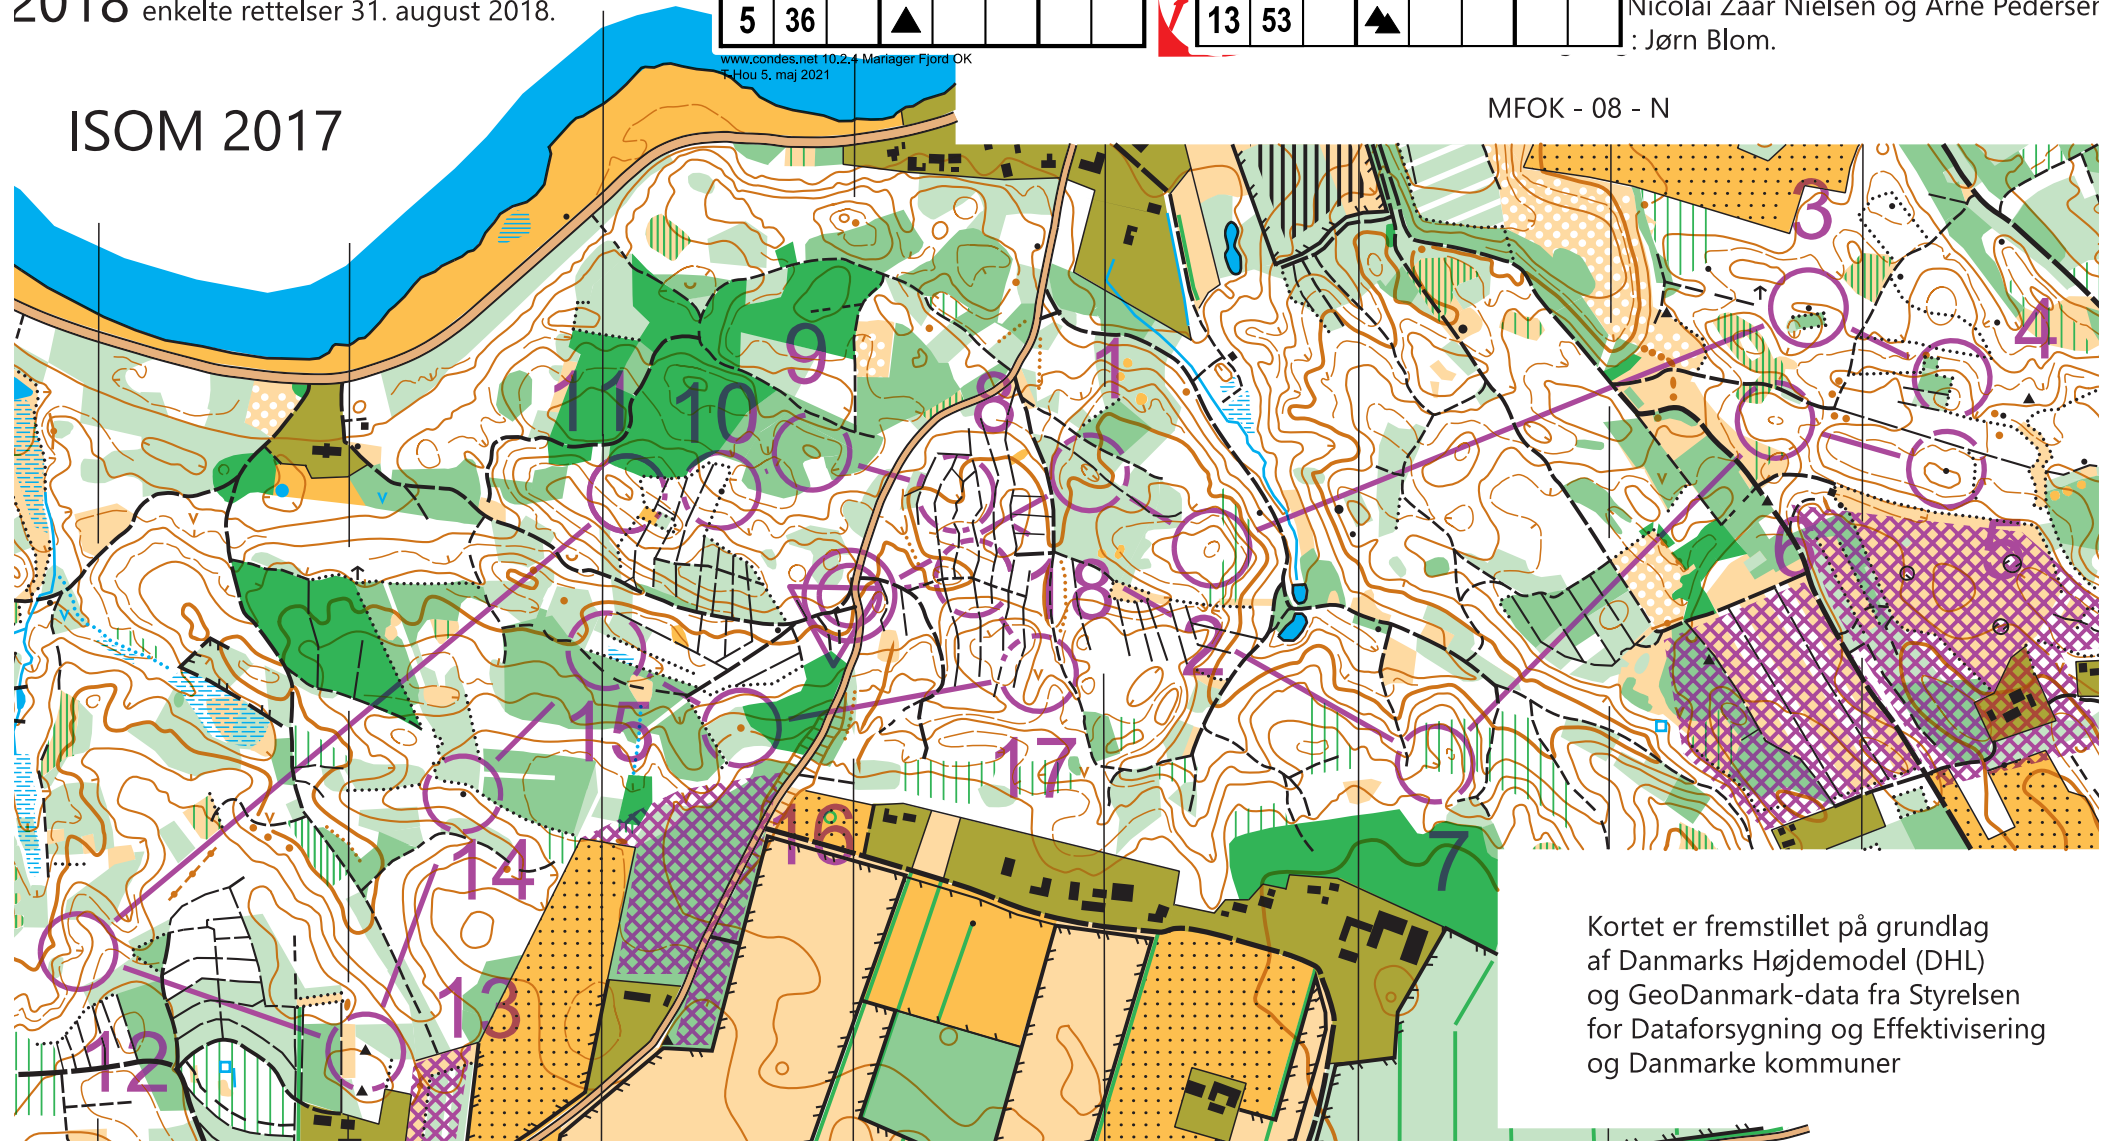 2018 enkelte rettelser 31. august 2018.
5 36
13 53
Nicolai Zaar Nielsen og Arne Pedersen
: Jørn Blom.
www.condes.net 10.2.4 Mariager Fjord OK
T-Hou 5. maj 2021
ISOM 2017
MFOK - 08 - N
3
4
1
9
8
11
10
5
6
18
2
15
17
16
7
14
13
12
Kortet er fremstillet på grundlag
af Danmarks Højdemodel (DHL)
og GeoDanmark-data fra Styrelsen
for Dataforsygning og Effektivisering
og Danmarke kommuner